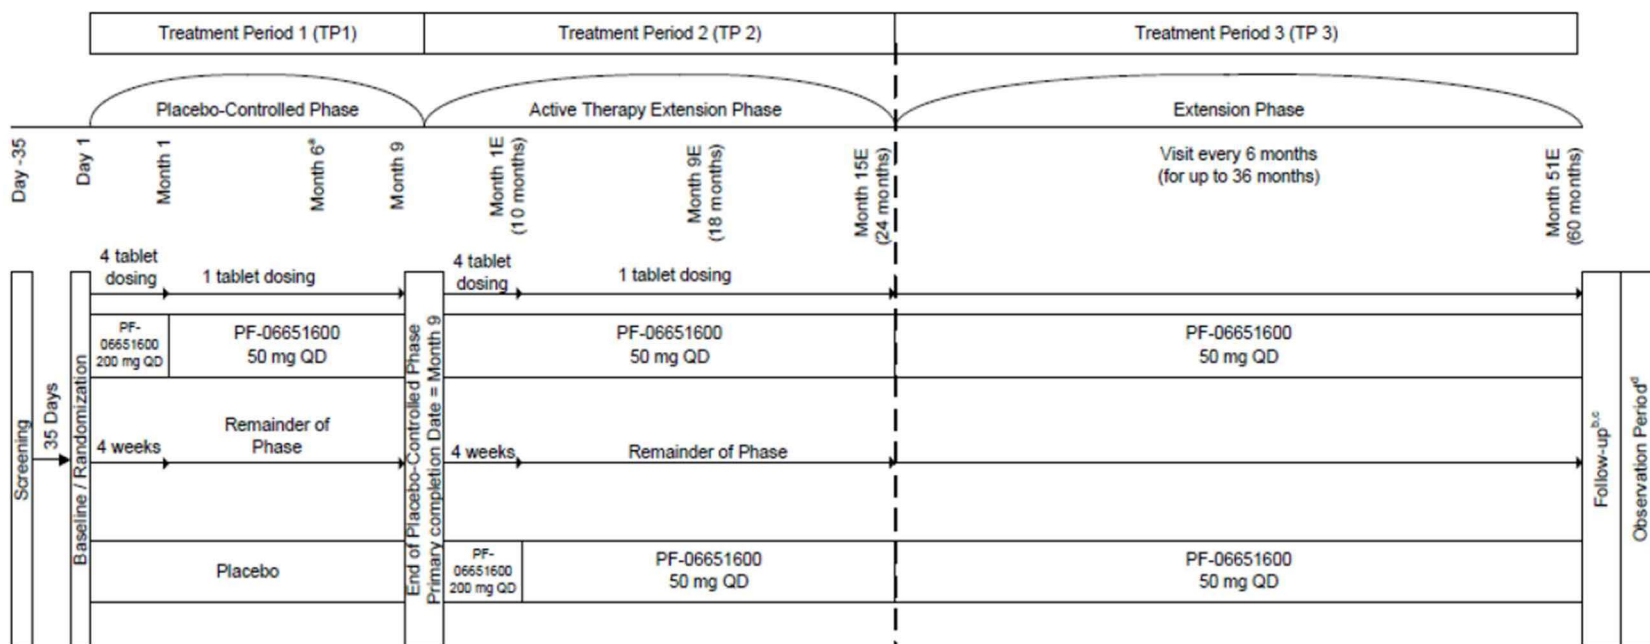 Treatment Period 1 (TP1)
Treatment Period 2 (TP 2)
Treatment Period 3 (TP 3)
Placebo-Controlled Phase
Active Therapy Extension Phase
Extension Phase
Day -35
Day 1
Month 1
Month 6ᵃ
Month 9
Month 1E
(10 months)
Month 9E
(18 months)
Month 15E
(24 months)
Visit every 6 months
(for up to 36 months)
Month 51E
(60 months)
4 tablet
dosing
1 tablet dosing
4 tablet
dosing
1 tablet dosing
Screening
35 Days
Baseline / Randomization
PF-
06651600
200 mg QD
PF-06651600
50 mg QD
End of Placebo-Controlled Phase
Primary completion Date = Month 9
PF-06651600
50 mg QD
PF-06651600
50 mg QD
4 weeks
Remainder of
Phase
4 weeks
Remainder of Phase
Placebo
PF-
06651600
200 mg QD
PF-06651600
50 mg QD
PF-06651600
50 mg QD
Follow-upᵇ,ᶜ
Observation Periodᵈ